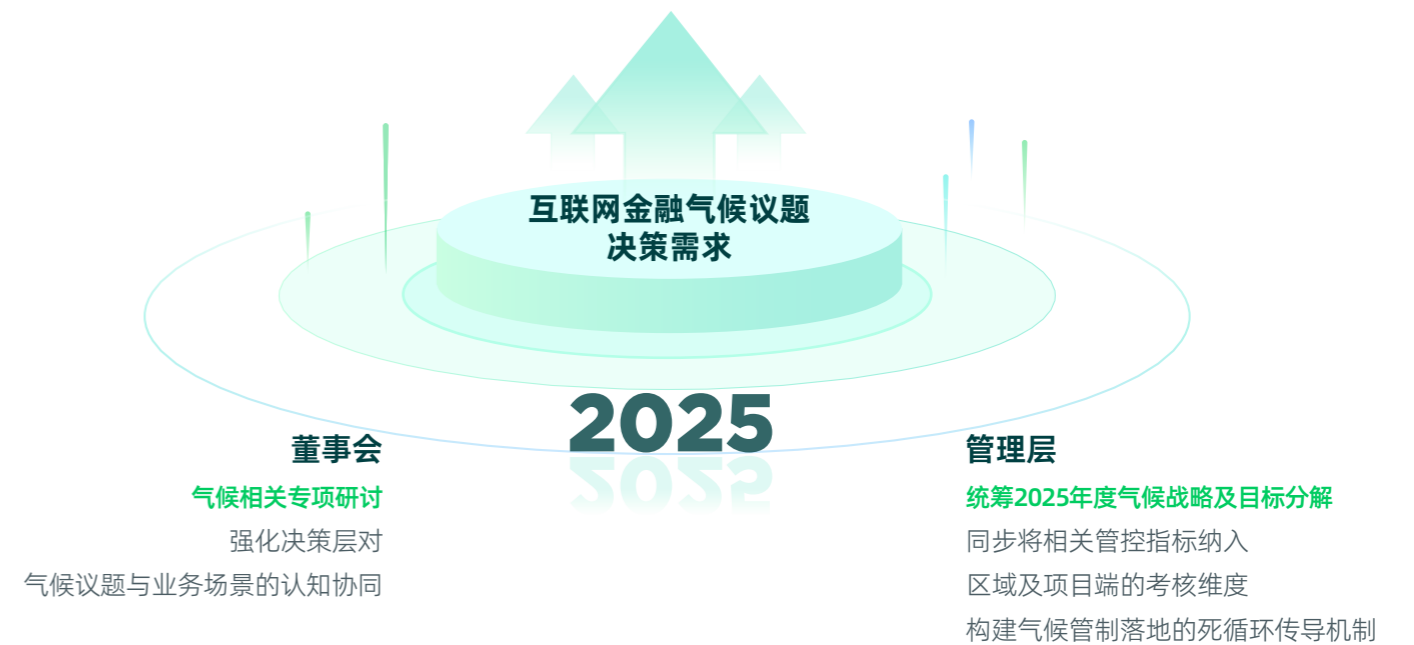 互联网金融气候议题
决策需求
2025
董事会
气候相关专项研讨
强化决策层对
气候议题与业务场景的认知协同
管理层
统筹2025年度气候战略及目标分解
同步将相关管控指标纳入
区域及项目端的考核维度
构建气候管制落地的死循环传导机制